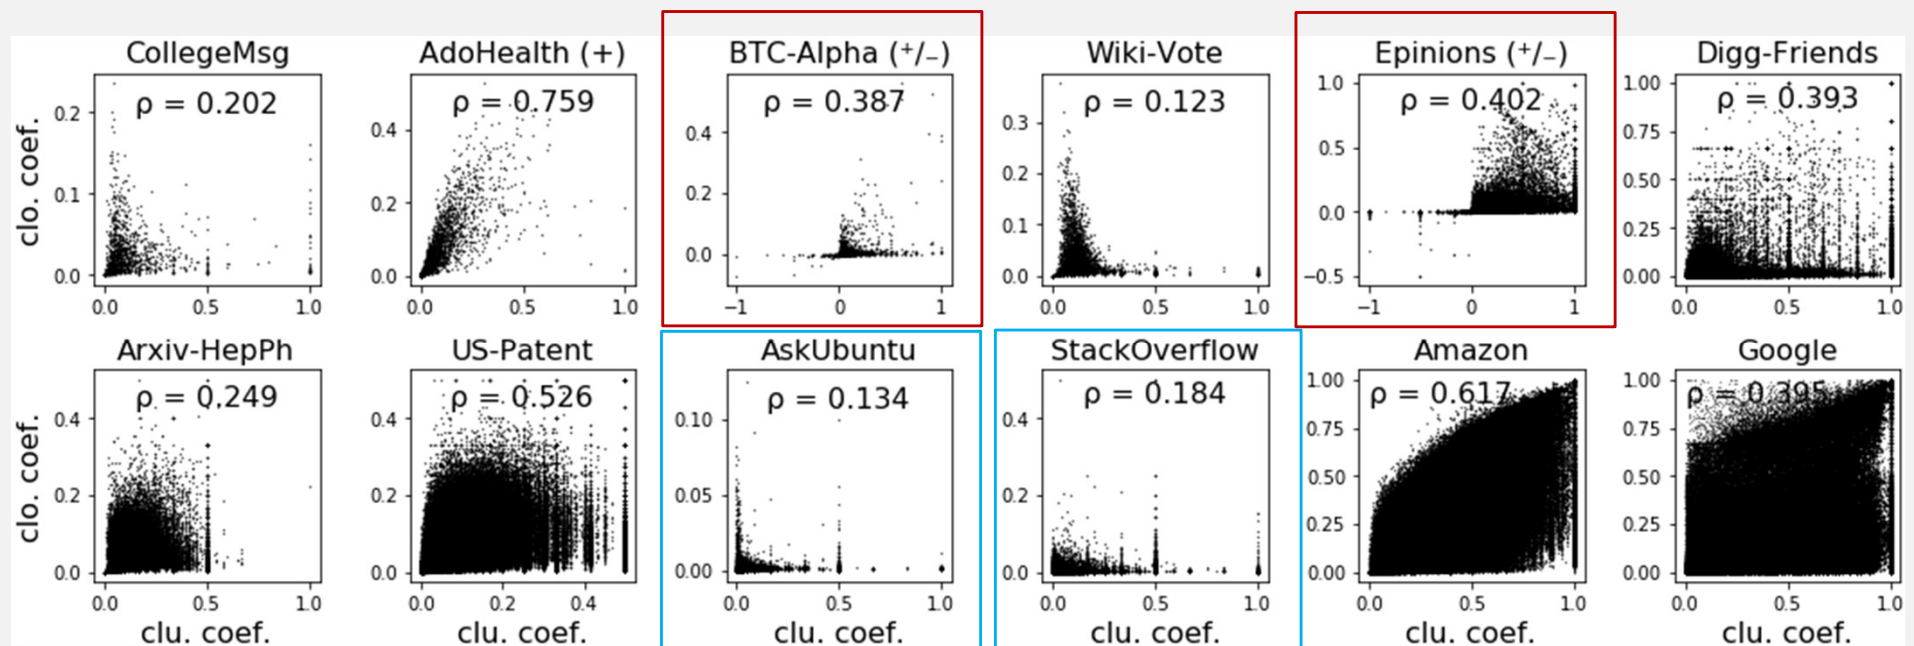 CollegeMsg AdoHealth (+) BTC-Alpha (⁺/₋) Wiki-Vote Epinions (⁺/₋) Digg-Friends
ρ = 0.202 ρ = 0.759 ρ = 0.387 ρ = 0.123 ρ = 0.402 ρ = 0.393
clo. coef.
0.2 0.1 0.0
0.4 0.2 0.0
0.4 0.2 0.0
0.3 0.2 0.1 0.0
1.0 0.5 0.0 −0.5
1.00 0.75 0.50 0.25 0.00
0.0 0.5 1.0 0.0 0.5 1.0 −1 0 1 0.0 0.5 1.0 −1 0 1 0.0 0.5 1.0
Arxiv-HepPh US-Patent AskUbuntu StackOverflow Amazon Google
ρ = 0.249 ρ = 0.526 ρ = 0.134 ρ = 0.184 ρ = 0.617 ρ = 0.395
clo. coef.
0.4 0.2 0.0
0.4 0.2 0.0
0.10 0.05 0.00
0.4 0.2 0.0
1.00 0.75 0.50 0.25 0.00
1.00 0.75 0.50 0.25 0.00
0.0 0.5 1.0 0.0 0.2 0.4 0.0 0.5 1.0 0.0 0.5 1.0 0.0 0.5 1.0 0.0 0.5 1.0
clu. coef. clu. coef. clu. coef. clu. coef. clu. coef. clu. coef.